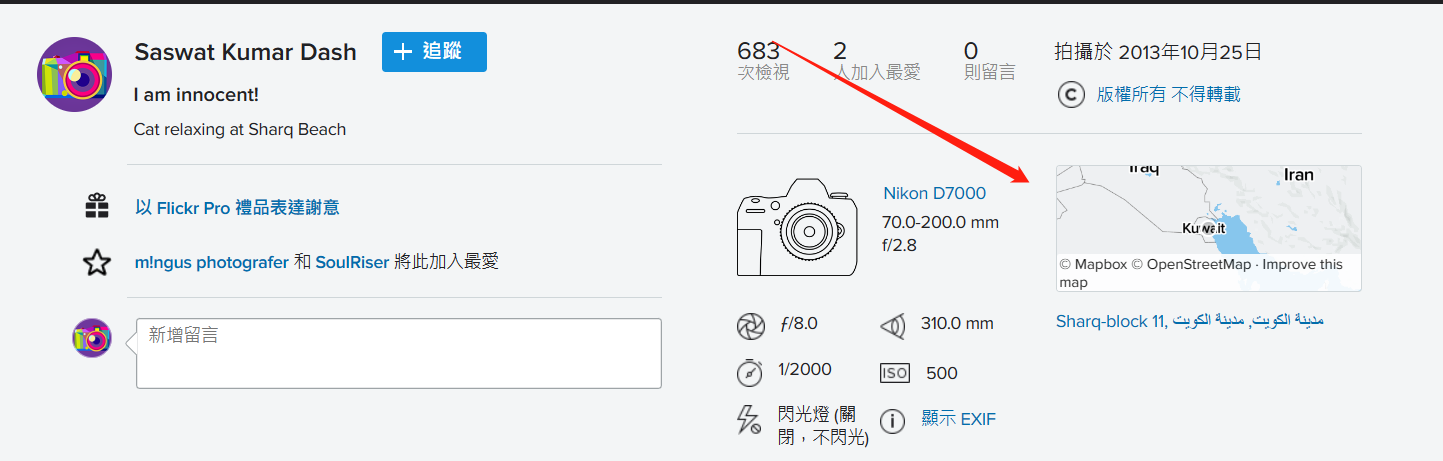 Saswat Kumar Dash
追蹤
I am innocent!
Cat relaxing at Sharq Beach
以 Flickr Pro 禮品表達謝意
m!ngus photografer 和 SoulRiser 將此加入最愛
新增留言
683
次檢視
2
人加入最愛
0
則留言
拍攝於 2013年10月25日
C 版權所有 不得轉載
Nikon D7000
70.0-200.0 mm
f/2.8
ƒ/8.0
310.0 mm
1/2000
ISO 500
閃光燈 (關
閉，不閃光)
顯示 EXIF
Iraq
Iran
Kuwait
© Mapbox © OpenStreetMap · Improve this
map
Sharq-block 11, مدينة الكويت, مدينة الكويت